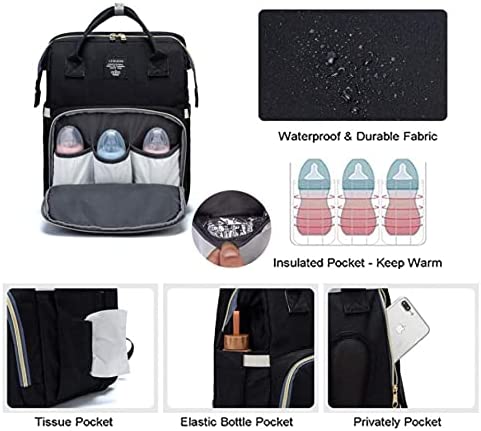 Waterproof & Durable Fabric
Insulated Pocket - Keep Warm
Tissue Pocket
Elastic Bottle Pocket
Privately Pocket